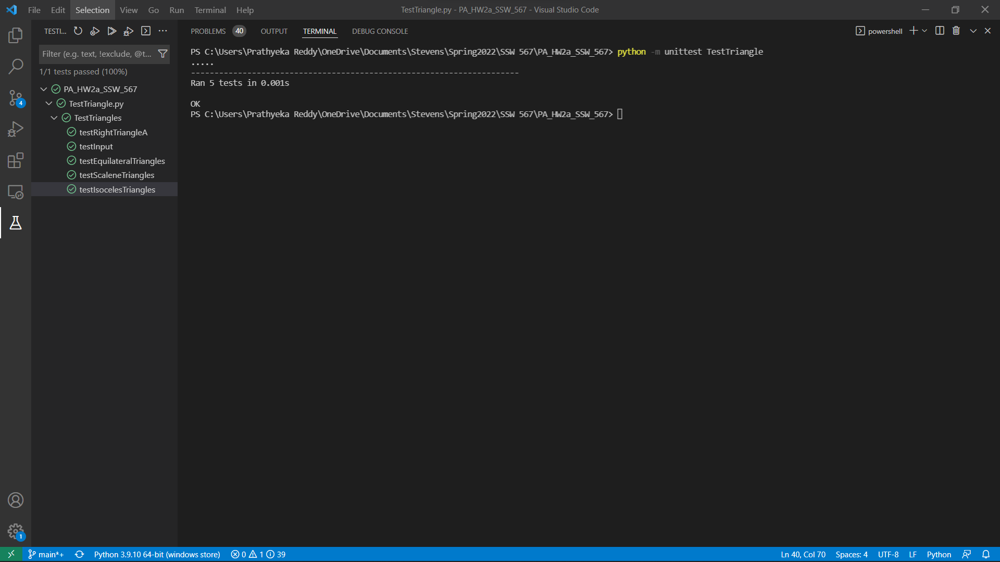 File Edit Selection View Go Run Terminal Help
TestTriangle.py - PA_HW2a_SSW_567 - Visual Studio Code
TESTI...
PROBLEMS 40 OUTPUT TERMINAL DEBUG CONSOLE
powershell
Filter (e.g. text, !exclude, @t...
1/1 tests passed (100%)
PA_HW2a_SSW_567
TestTriangle.py
TestTriangles
testRightTriangleA
testInput
testEquilateralTriangles
testScaleneTriangles
testIsocelesTriangles
4
1
PS C:\Users\Prathyeka Reddy\OneDrive\Documents\Stevens\Spring2022\SSW 567\PA_HW2a_SSW_567> python -m unittest TestTriangle
.....
----------------------------------------------------------------------
Ran 5 tests in 0.001s
OK
PS C:\Users\Prathyeka Reddy\OneDrive\Documents\Stevens\Spring2022\SSW 567\PA_HW2a_SSW_567>
main*+ Python 3.9.10 64-bit (windows store) 0 1 39
Ln 40, Col 70 Spaces: 4 UTF-8 LF Python